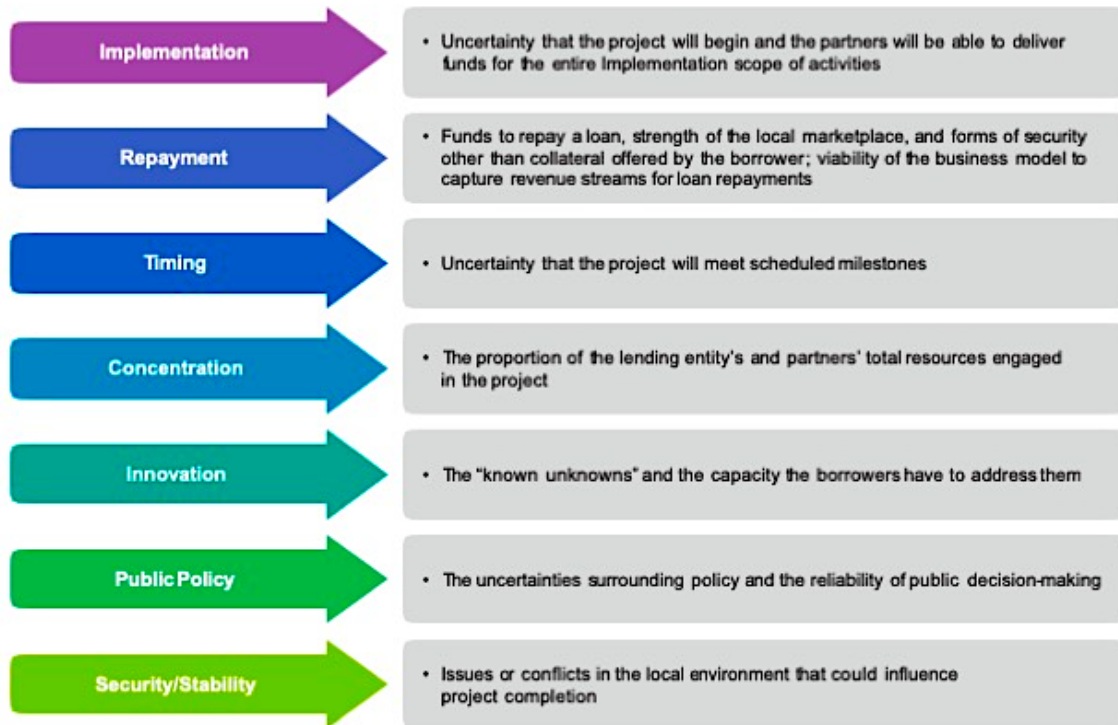 Implementation
• Uncertainty that the project will begin and the partners will be able to deliver
funds for the entire Implementation scope of activities
Repayment
• Funds to repay a loan, strength of the local marketplace, and forms of security
other than collateral offered by the borrower; viability of the business model to
capture revenue streams for loan repayments
Timing
• Uncertainty that the project will meet scheduled milestones
Concentration
• The proportion of the lending entity's and partners' total resources engaged
in the project
Innovation
• The “known unknowns” and the capacity the borrowers have to address them
Public Policy
• The uncertainties surrounding policy and the reliability of public decision-making
Security/Stability
• Issues or conflicts in the local environment that could influence
project completion